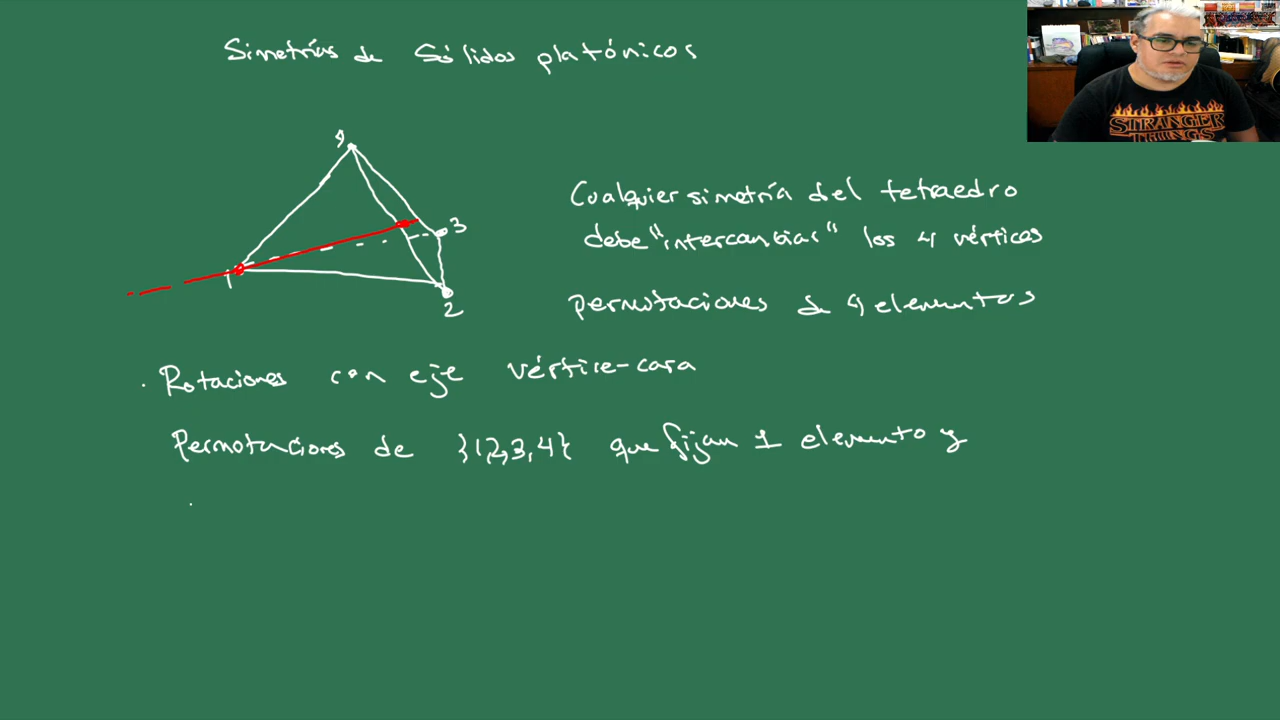 Simetrías de Sólidos platónicos
4
3
1
2
Cualquier simetría del tetraedro
debe "intercambiar" los 4 vértices
permutaciones de 4 elementos
· Rotaciones con eje vértice-cara
Permutaciones de {1,2,3,4} que fijan 1 elemento y
STRANGER
THINGS